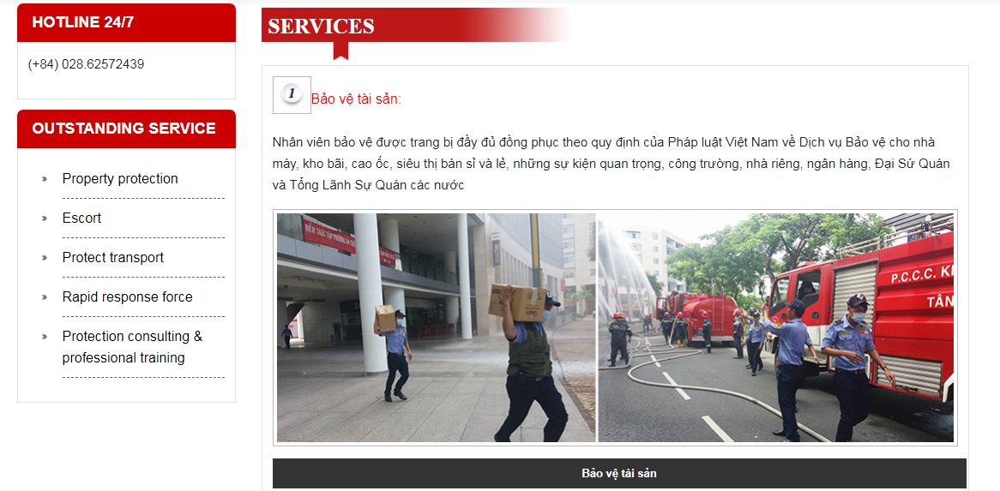 HOTLINE 24/7
(+84) 028.62572439
OUTSTANDING SERVICE
Property protection
Escort
Protect transport
Rapid response force
Protection consulting &
professional training
SERVICES
1
Bảo vệ tài sản:
Nhân viên bảo vệ được trang bị đầy đủ đồng phục theo quy định của Pháp luật Việt Nam về Dịch vụ Bảo vệ cho nhà
máy, kho bãi, cao ốc, siêu thị bán sỉ và lẻ, những sự kiện quan trọng, công trường, nhà riêng, ngân hàng, Đại Sứ Quán
và Tổng Lãnh Sự Quán các nước
P.C.C.C.
TÂN
Bảo vệ tài sản